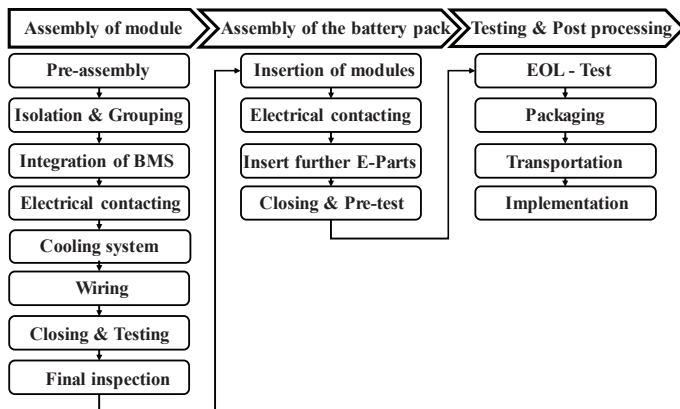 Assembly of module
Assembly of the battery pack
Testing & Post processing
Pre-assembly
Isolation & Grouping
Integration of BMS
Electrical contacting
Cooling system
Wiring
Closing & Testing
Final inspection
Insertion of modules
Electrical contacting
Insert further E-Parts
Closing & Pre-test
EOL - Test
Packaging
Transportation
Implementation